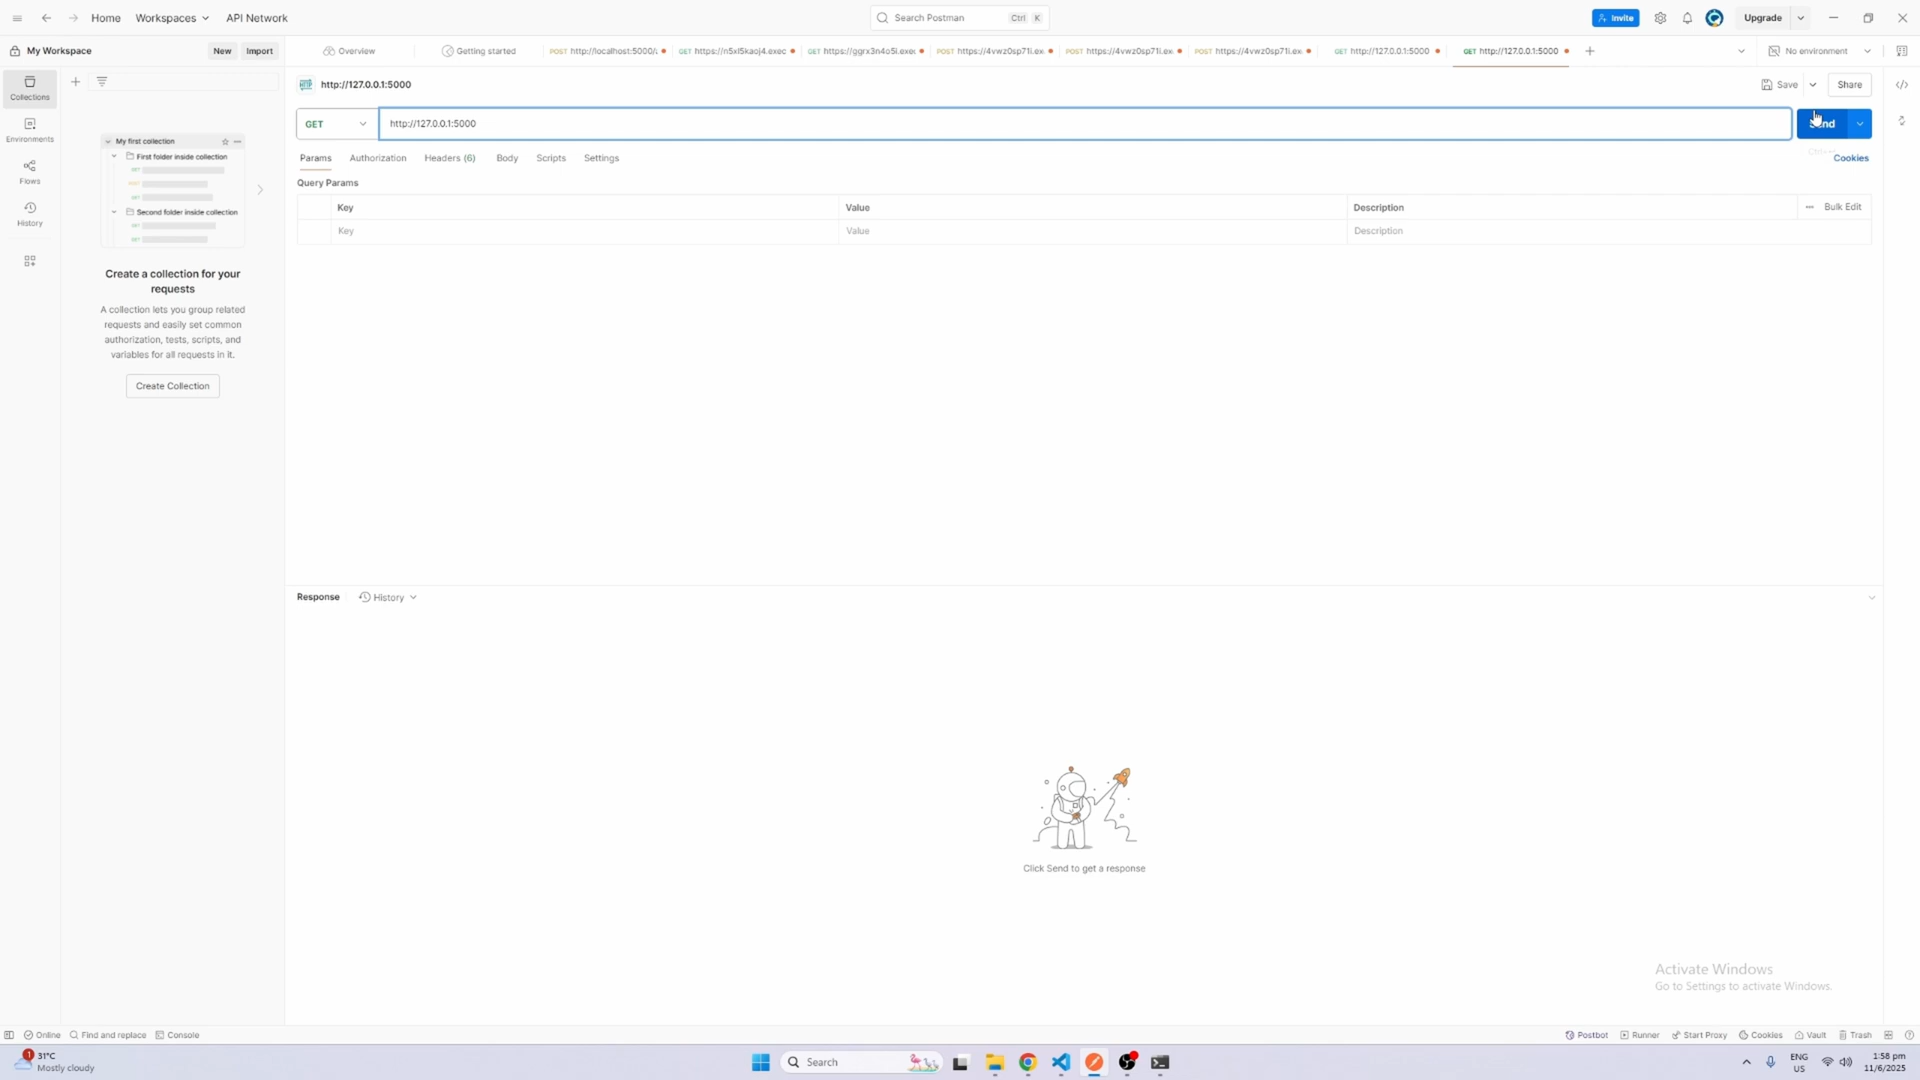 Home Workspaces API Network Search Postman Ctrl K Invite Upgrade
My Workspace New Import Overview Getting started POST http://localhost:5000/ GET https://n5xl5kaoj4.exec GET https://ggrx3n4o5i.exec POST https://4vwz0sp71i.ex POST https://4vwz0sp71i.ex POST https://4vwz0sp71i.ex GET http://127.0.0.1:5000 GET http://127.0.0.1:5000 No environment
Collections
Environments
Flows
History
My first collection
First folder inside collection
GET
POST
GET
Second folder inside collection
GET
GET
Create a collection for your
requests
A collection lets you group related
requests and easily set common
authorization, tests, scripts, and
variables for all requests in it.
Create Collection
HTTP http://127.0.0.1:5000 Save Share
GET http://127.0.0.1:5000 Send
Params Authorization Headers (6) Body Scripts Settings Cookies
Query Params
Key Value Description Bulk Edit
Key Value Description
Response History
Click Send to get a response
Activate Windows
Go to Settings to activate Windows.
Online Find and replace Console Postbot Runner Start Proxy Cookies Vault Trash
1 31°C
Mostly cloudy
Search
ENG
US
1:58 pm
11/6/2025